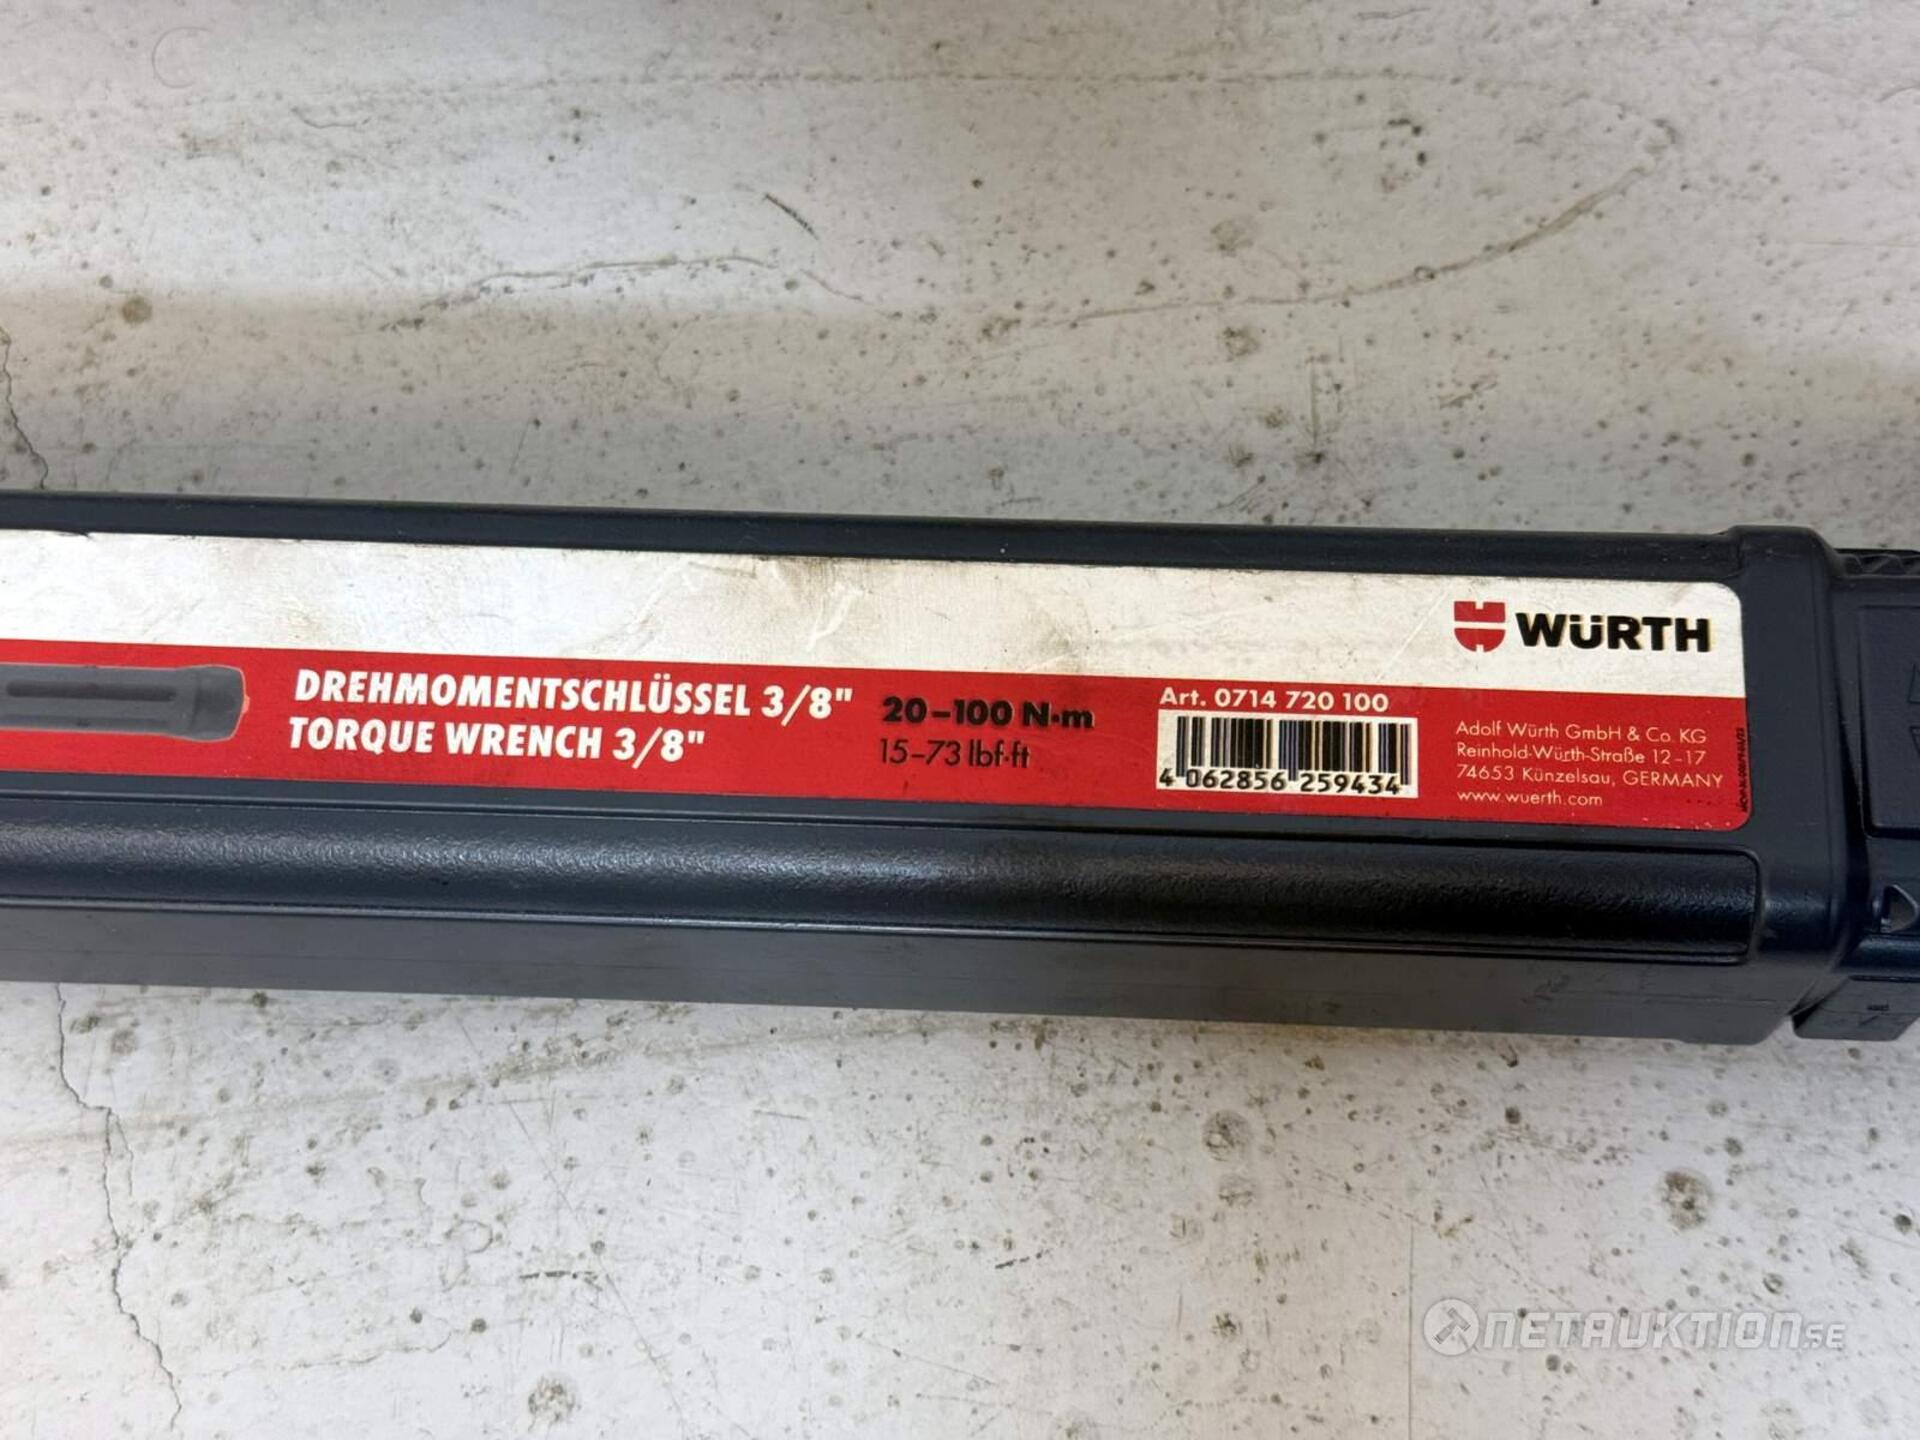 WÜRTH
DREHMOMENTSCHLÜSSEL 3/8"
TORQUE WRENCH 3/8"
20–100 N·m
15–73 lbf·ft
Art. 0714 720 100
4 062856 259434
Adolf Würth GmbH & Co. KG
Reinhold-Würth-Straße 12–17
74653 Künzelsau, GERMANY
www.wuerth.com
NETAUKTION.SE